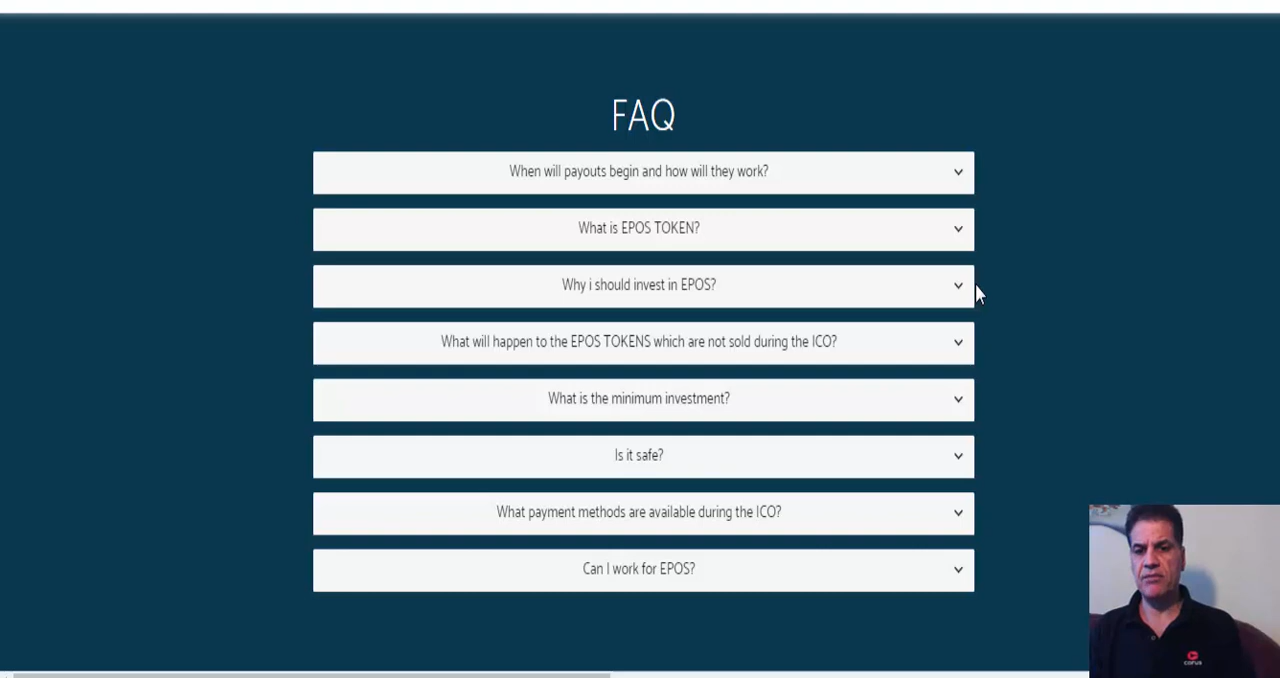 FAQ
When will payouts begin and how will they work?
What is EPOS TOKEN?
Why i should invest in EPOS?
What will happen to the EPOS TOKENS which are not sold during the ICO?
What is the minimum investment?
Is it safe?
What payment methods are available during the ICO?
Can I work for EPOS?
corus